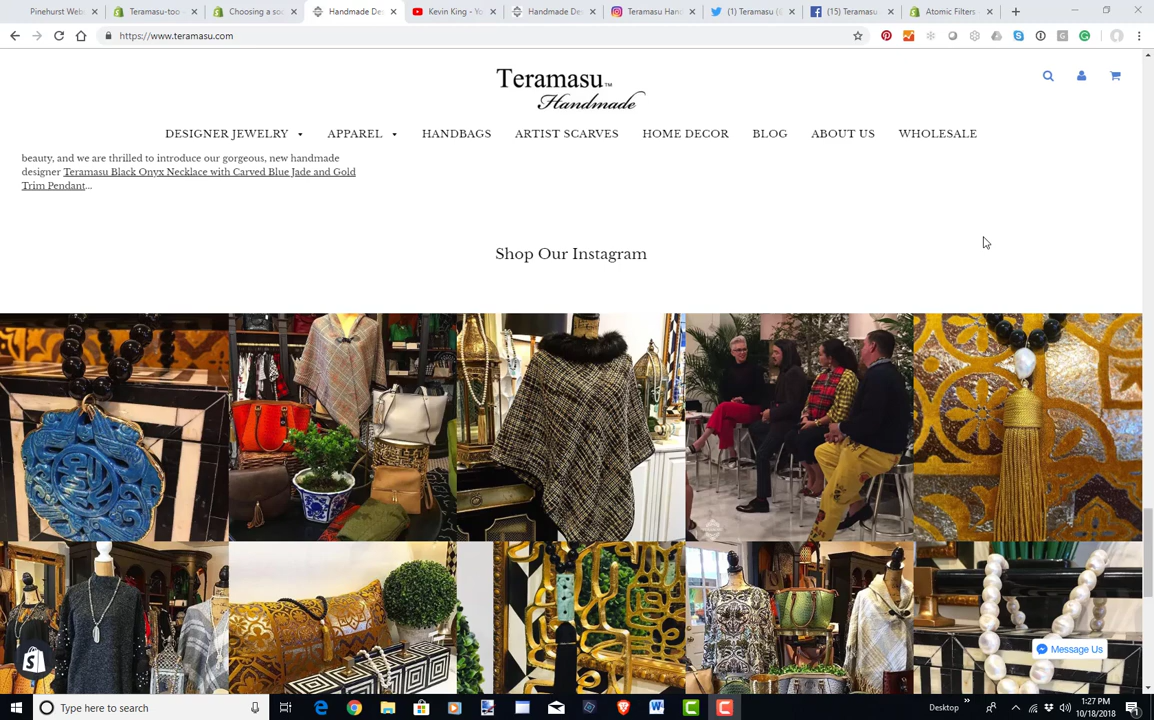 Pinehurst Web
Teramasu-too
Choosing a so
Handmade De
Kevin King - Yo
Handmade De
Teramasu Han
(1) Teramasu (
(15) Teramasu
Atomic Filters
https://www.teramasu.com
Teramasu™
Handmade
DESIGNER JEWELRY
APPAREL
HANDBAGS
ARTIST SCARVES
HOME DECOR
BLOG
ABOUT US
WHOLESALE
beauty, and we are thrilled to introduce our gorgeous, new handmade
designer Teramasu Black Onyx Necklace with Carved Blue Jade and Gold
Trim Pendant...
Shop Our Instagram
Message Us
Type here to search
Desktop
1:27 PM
10/18/2018